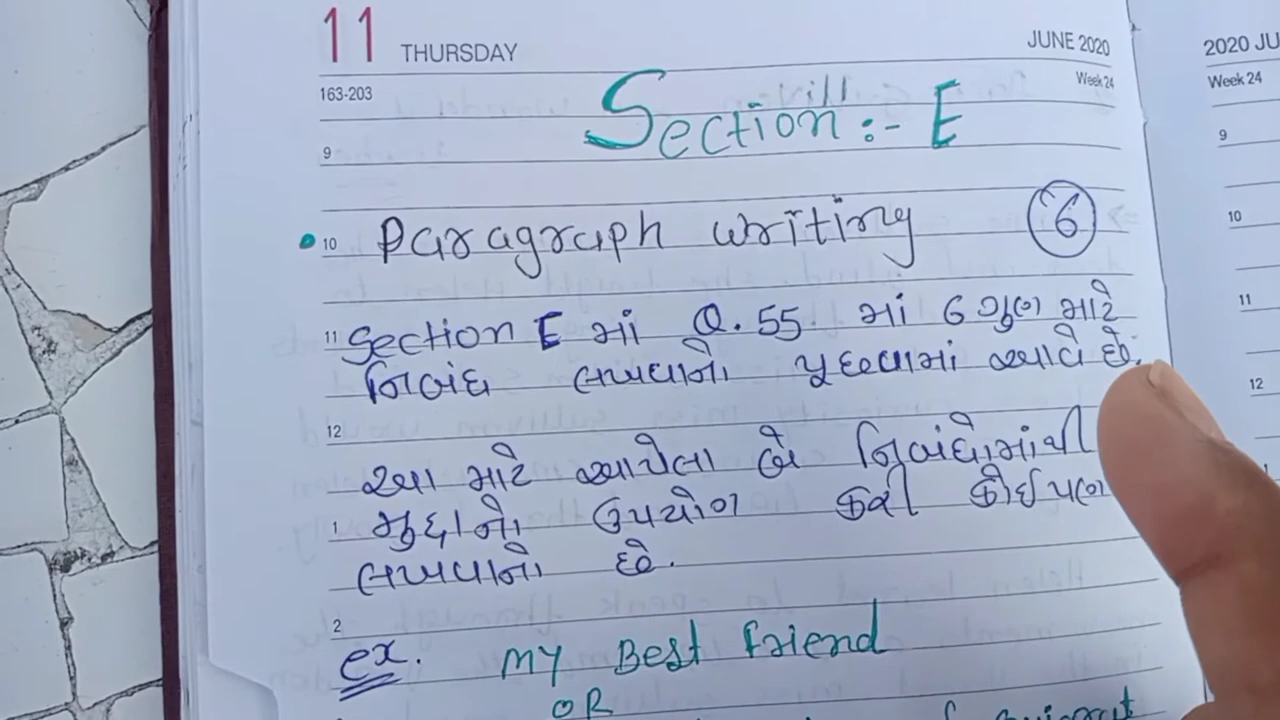 11 THURSDAY
JUNE 2020
163-203
Week 24
Section :- E
9
10 Paragraph writing 6
11 Section E માં Q. 55. માં 6 ગુણ માટે
નિબંધ લખવાનો પુછવામાં આવે છે.
12
આ માટે આપેલા બે નિબંધોમાંથી
1 મુદ્દાનો ઉપયોગ કરી કોઈપણ
લખવાનો છે.
2
ex. MY Best friend
OR
2020 JU
Week 24
9
10
11
12